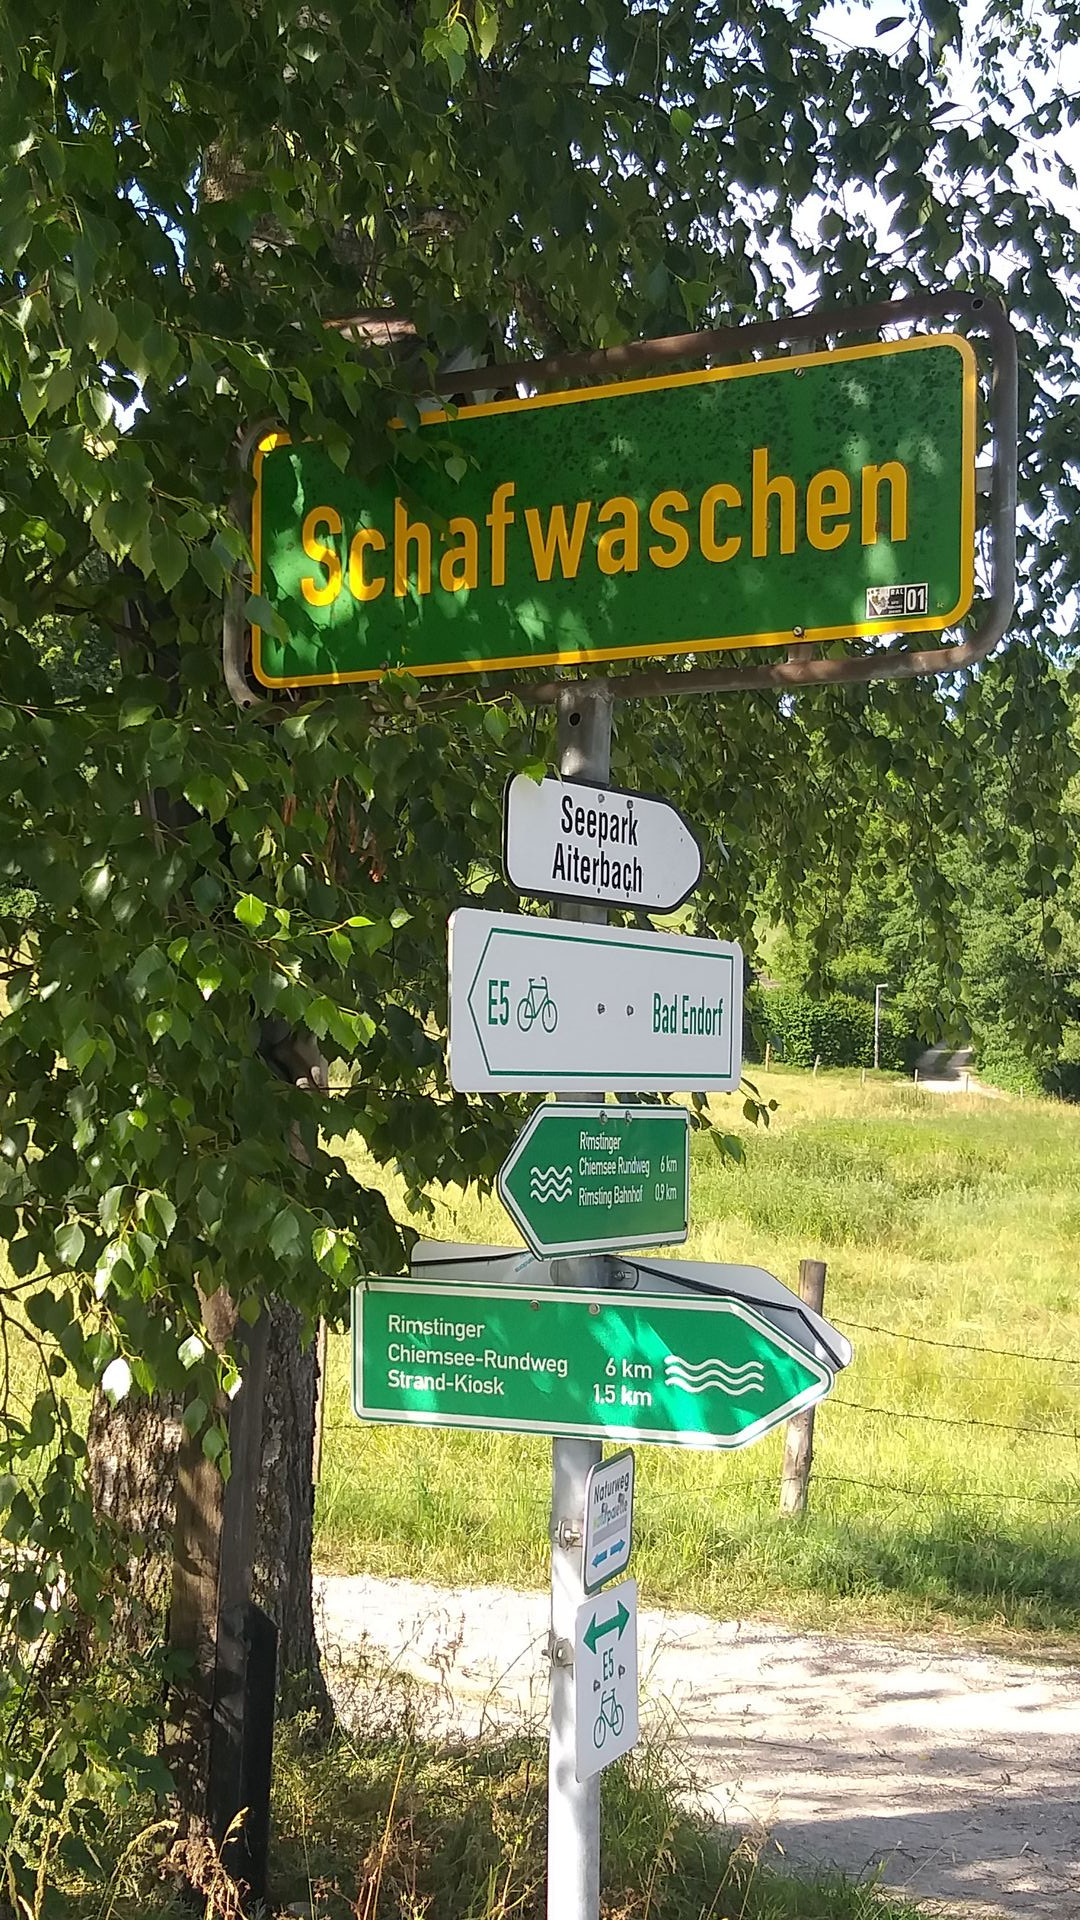 Schafwaschen
01
Seepark
Aiterbach
E5
Bad Endorf
Rimstinger
Chiemsee Rundweg 6 km
Rimsting Bahnhof 0,9 km
Rimstinger
Chiemsee-Rundweg 6 km
Strand-Kiosk 1,5 km
Naturweg
E5